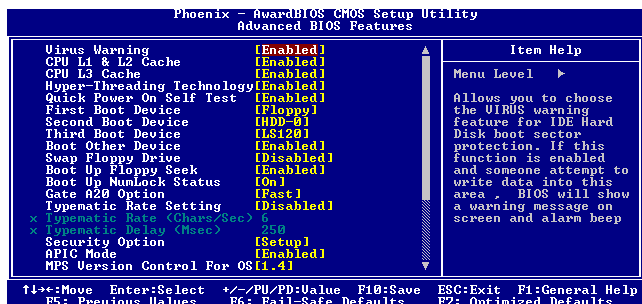 Phoenix - AwardBIOS CMOS Setup Utility
Advanced BIOS Features
Virus Warning [Enabled]
CPU L1 & L2 Cache [Enabled]
CPU L3 Cache [Enabled]
Hyper-Threading Technology[Enabled]
Quick Power On Self Test [Enabled]
First Boot Device [Floppy]
Second Boot Device [HDD-0]
Third Boot Device [LS120]
Boot Other Device [Enabled]
Swap Floppy Drive [Disabled]
Boot Up Floppy Seek [Enabled]
Boot Up NumLock Status [On]
Gate A20 Option [Fast]
Typematic Rate Setting [Disabled]
x Typematic Rate (Chars/Sec) 6
x Typematic Delay (Msec) 250
Security Option [Setup]
APIC Mode [Enabled]
MPS Version Control For OS[1.4]
Item Help
Menu Level ▶
Allows you to choose
the VIRUS warning
feature for IDE Hard
Disk boot sector
protection. If this
function is enabled
and someone attempt to
write data into this
area , BIOS will show
a warning message on
screen and alarm beep
↑↓→←:Move Enter:Select +/-/PU/PD:Value F10:Save ESC:Exit F1:General Help
F5: Previous Values F6: Fail-Safe Defaults F7: Optimized Defaults